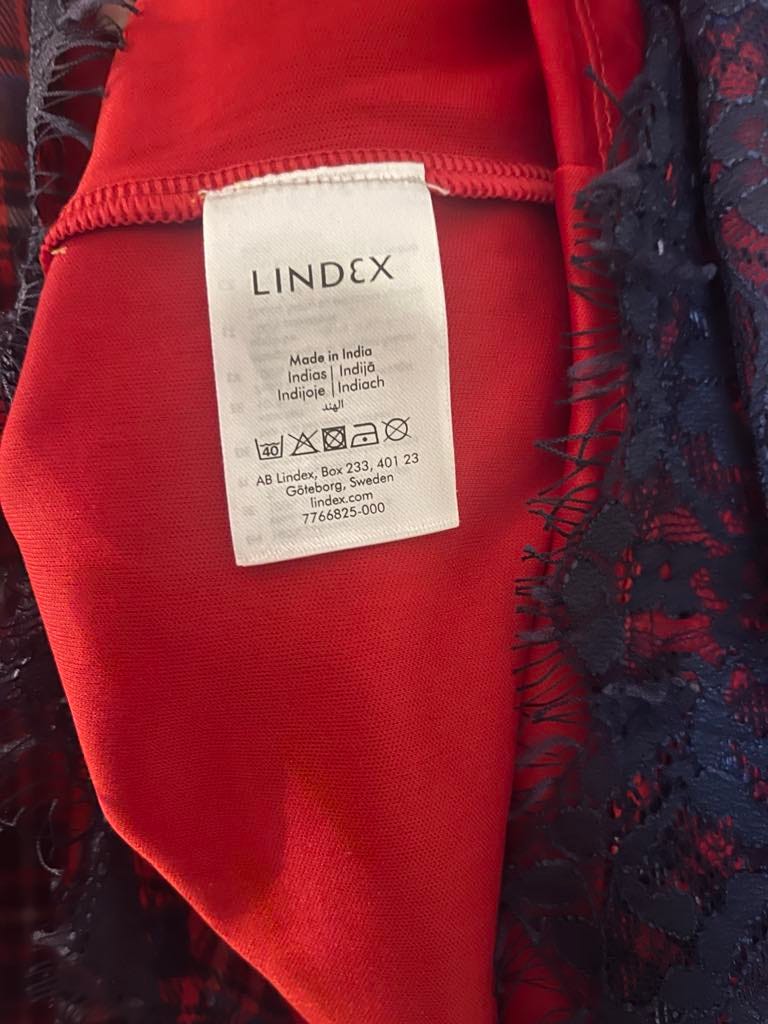 LINDEX
Made in India
Indias | Indijā
Indijoje | Indiach
الهند
40
AB Lindex, Box 233, 401 23
Göteborg, Sweden
lindex.com
7766825-000